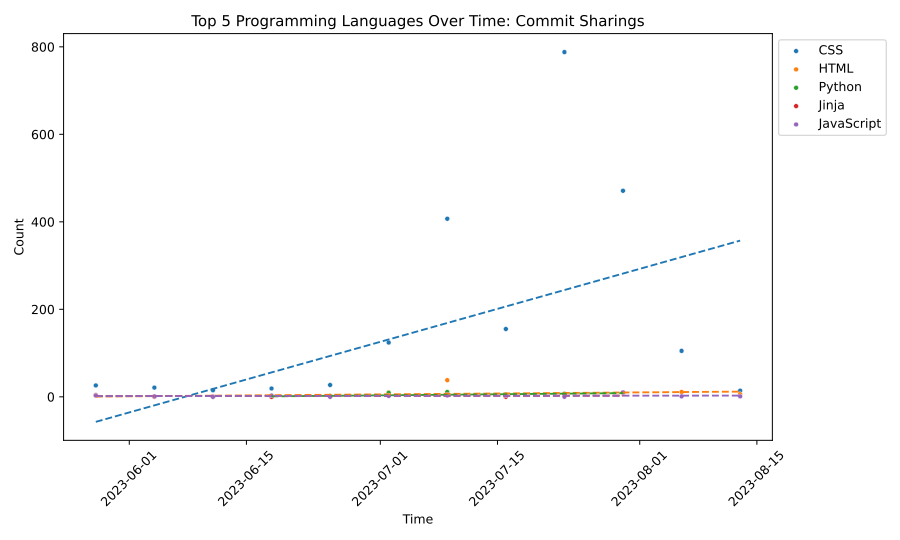 Top 5 Programming Languages Over Time: Commit Sharings
CSS
HTML
Python
Jinja
JavaScript
Count
800
600
400
200
0
2023-06-01
2023-06-15
2023-07-01
2023-07-15
2023-08-01
2023-08-15
Time